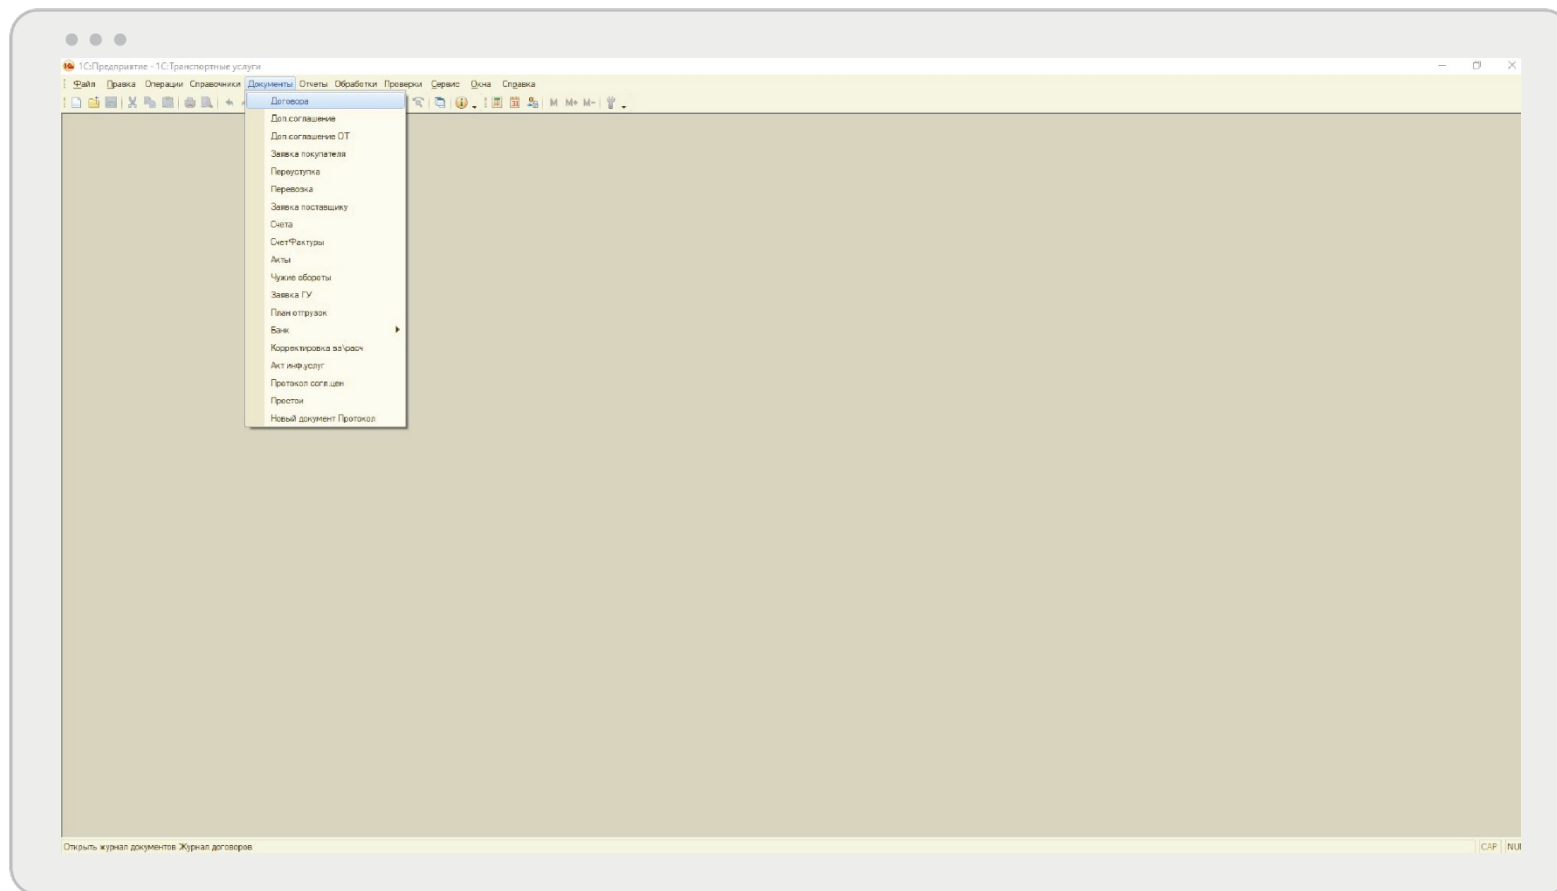 1С:Предприятие - 1С:Транспортные услуги
Файл Правка Операции Справочники Документы Отчеты Обработки Проверки Сервис Окна Справка
M M+ M-
Договора
Доп.соглашение
Доп.соглашение ОТ
Заявка покупателя
Переуступка
Перевозка
Заявка поставщику
Счета
СчетФактуры
Акты
Чужие обороты
Заявка ГУ
План отгрузок
Банк
Корректировка вз\расч
Акт инф.услуг
Протокол согл.цен
Простои
Новый документ Протокол
Открыть журнал документов Журнал договоров
CAP NU